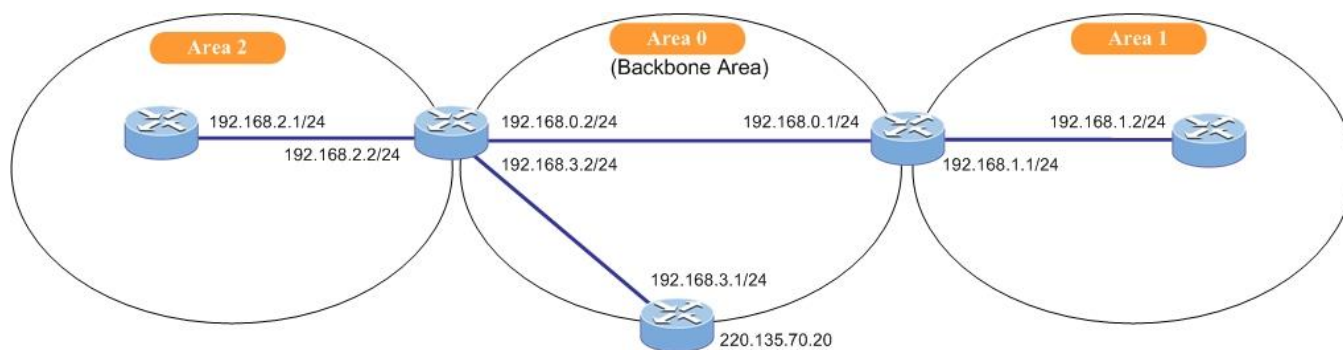 Area 2
Area 0
(Backbone Area)
Area 1
192.168.2.1/24
192.168.2.2/24
192.168.0.2/24
192.168.3.2/24
192.168.0.1/24
192.168.1.2/24
192.168.1.1/24
192.168.3.1/24
220.135.70.20